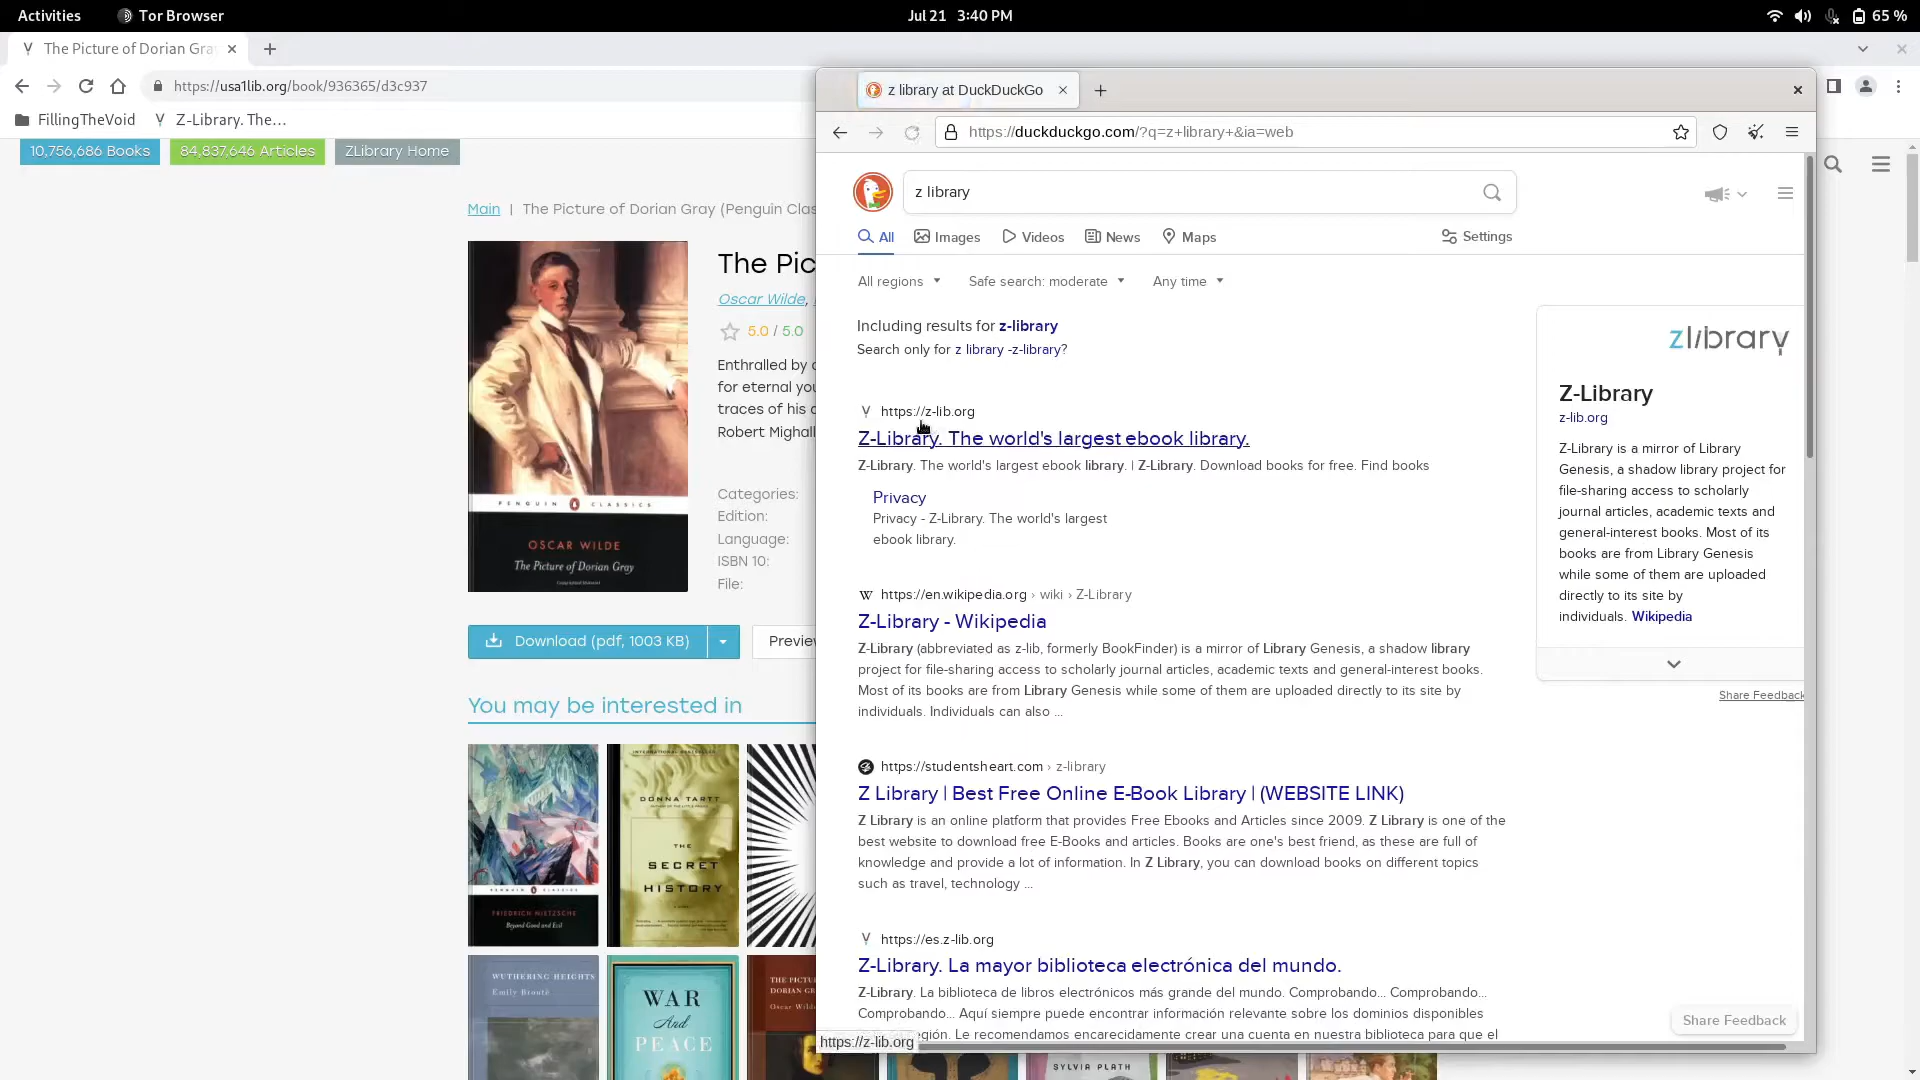 Activities
Tor Browser
Jul 21 3:40 PM
65 %
The Picture of Dorian Gra
https://usa1lib.org/book/936365/d3c937
FillingTheVoid
Z-Library. The...
10,756,686 Books
84,837,646 Articles
ZLibrary Home
Main | The Picture of Dorian Gray (Penguin Clas
The Pic
Oscar Wilde,
5.0 / 5.0
Enthralled by
for eternal you
traces of his
Robert Mighall
Categories:
Edition:
Language:
ISBN 10:
File:
PENGUIN CLASSICS
OSCAR WILDE
The Picture of Dorian Gray
Download (pdf, 1003 KB)
Preview
You may be interested in
FRIEDRICH NIETZSCHE
Beyond Good and Evil
DONNA TARTT
THE
SECRET
HISTORY
WUTHERING HEIGHTS
Emily Brontë
WAR
And
PEACE
THE PICTUR
DORIAN GR
Oscar Wild
SYLVIA PLATH
z library at DuckDuckGo
https://duckduckgo.com/?q=z+library+&ia=web
z library
All
Images
Videos
News
Maps
Settings
All regions
Safe search: moderate
Any time
Including results for z-library
Search only for z library -z-library?
https://z-lib.org
Z-Library. The world's largest ebook library.
Z-Library. The world's largest ebook library. | Z-Library. Download books for free. Find books
Privacy
Privacy - Z-Library. The world's largest
ebook library.
https://en.wikipedia.org › wiki › Z-Library
Z-Library - Wikipedia
Z-Library (abbreviated as z-lib, formerly BookFinder) is a mirror of Library Genesis, a shadow library
project for file-sharing access to scholarly journal articles, academic texts and general-interest books.
Most of its books are from Library Genesis while some of them are uploaded directly to its site by
individuals. Individuals can also ...
https://studentsheart.com › z-library
Z Library | Best Free Online E-Book Library | (WEBSITE LINK)
Z Library is an online platform that provides Free Ebooks and Articles since 2009. Z Library is one of the
best website to download free E-Books and articles. Books are one's best friend, as these are full of
knowledge and provide a lot of information. In Z Library, you can download books on different topics
such as travel, technology ...
https://es.z-lib.org
Z-Library. La mayor biblioteca electrónica del mundo.
Z-Library. La biblioteca de libros electrónicos más grande del mundo. Comprobando... Comprobando...
Comprobando... Aquí siempre puede encontrar información relevante sobre los dominios disponibles
egión. Le recomendamos encarecidamente crear una cuenta en nuestra biblioteca para que el
https://z-lib.org
zlibrary
Z-Library
z-lib.org
Z-Library is a mirror of Library
Genesis, a shadow library project for
file-sharing access to scholarly
journal articles, academic texts and
general-interest books. Most of its
books are from Library Genesis
while some of them are uploaded
directly to its site by
individuals. Wikipedia
Share Feedback
Share Feedback